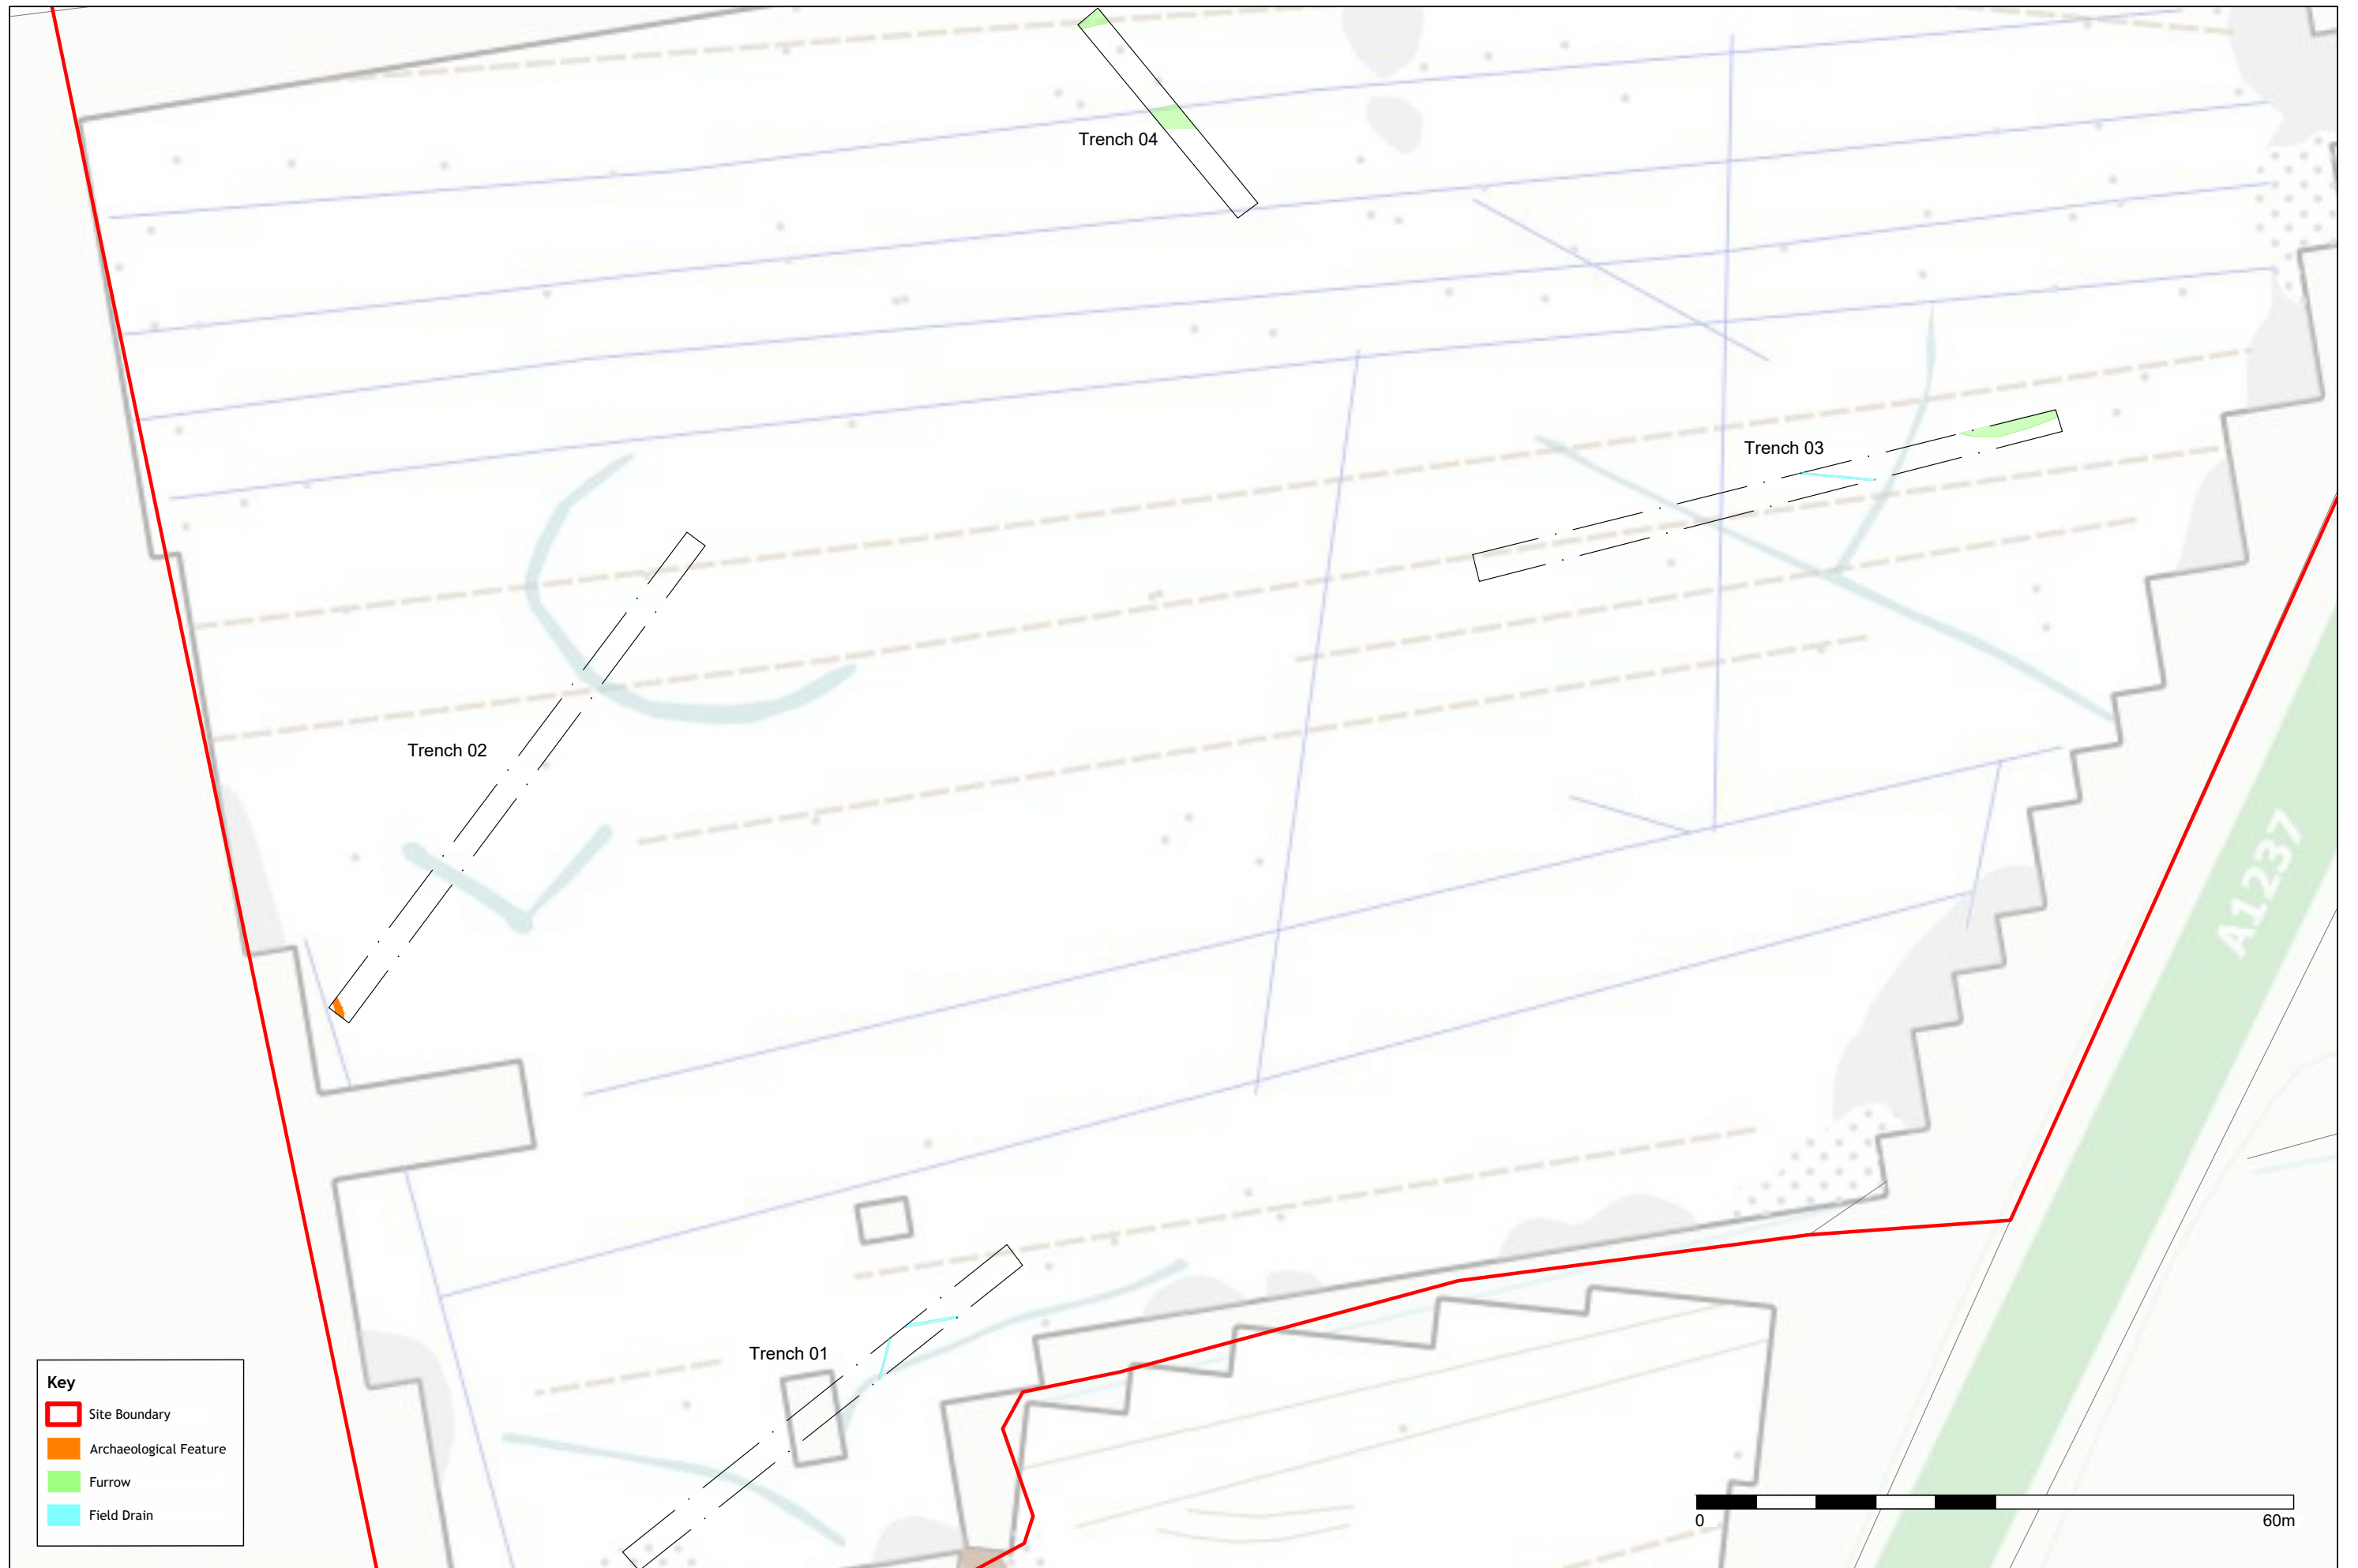 Trench 04
Trench 03
Trench 02
A1237
Trench 01
Key
Site Boundary
Archaeological Feature
Furrow
Field Drain
0
60m